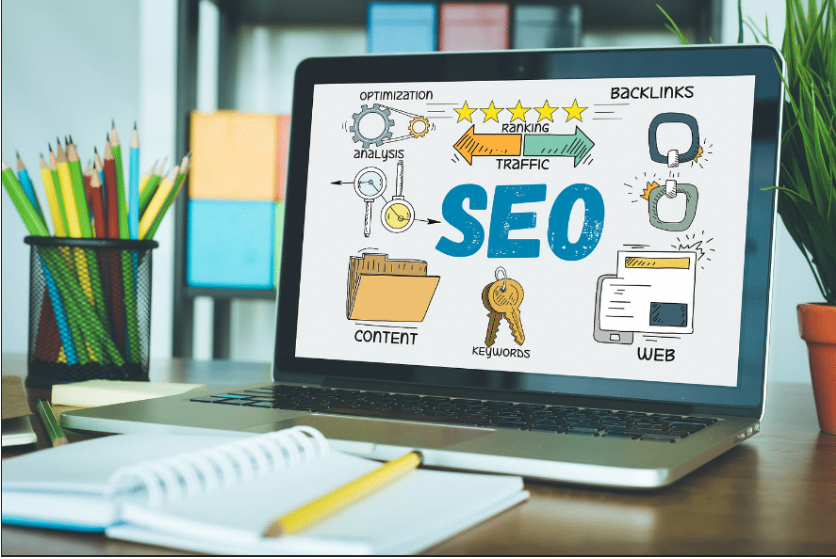 OPTIMIZATION
BACKLINKS
RANKING
TRAFFIC
ANALYSIS
SEO
CONTENT
KEYWORDS
WEB